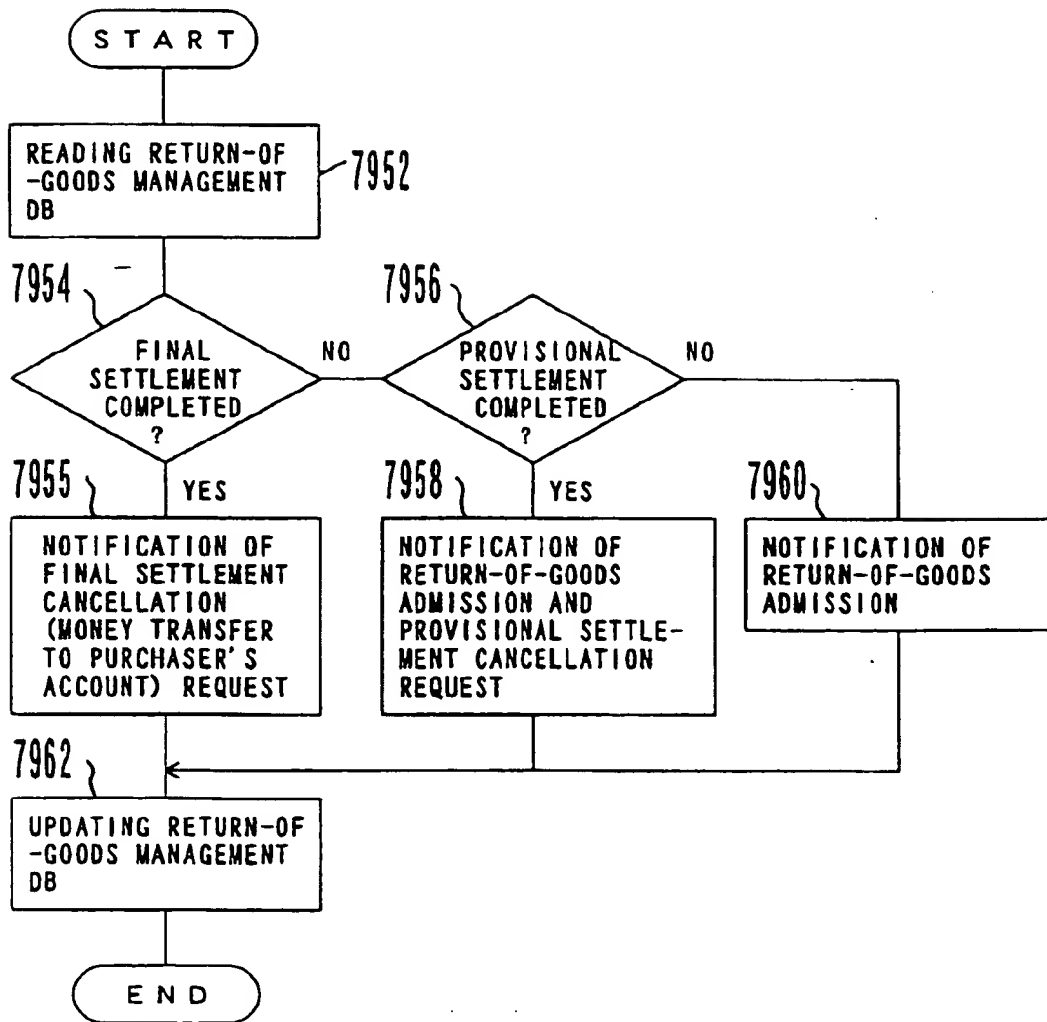 START
READING RETURN-OF
-GOODS MANAGEMENT
DB
7952
7954
FINAL
SETTLEMENT
COMPLETED
?
NO
7956
PROVISIONAL
SETTLEMENT
COMPLETED
?
NO
7955
YES
NOTIFICATION OF
FINAL SETTLEMENT
CANCELLATION
(MONEY TRANSFER
TO PURCHASER'S
ACCOUNT) REQUEST
7958
YES
NOTIFICATION OF
RETURN-OF-GOODS
ADMISSION AND
PROVISIONAL SETTLE-
MENT CANCELLATION
REQUEST
7960
NOTIFICATION OF
RETURN-OF-GOODS
ADMISSION
7962
UPDATING RETURN-OF
-GOODS MANAGEMENT
DB
END